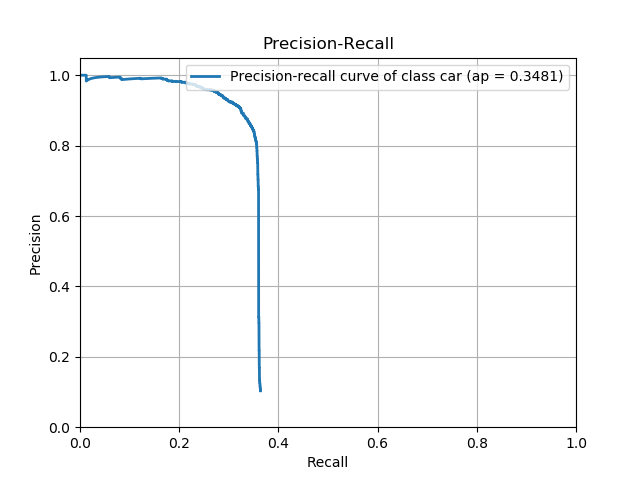 Precision-Recall
Precision-recall curve of class car (ap = 0.3481)
1.0
0.8
0.6
0.4
0.2
0.0
Precision
0.0 0.2 0.4 0.6 0.8 1.0
Recall